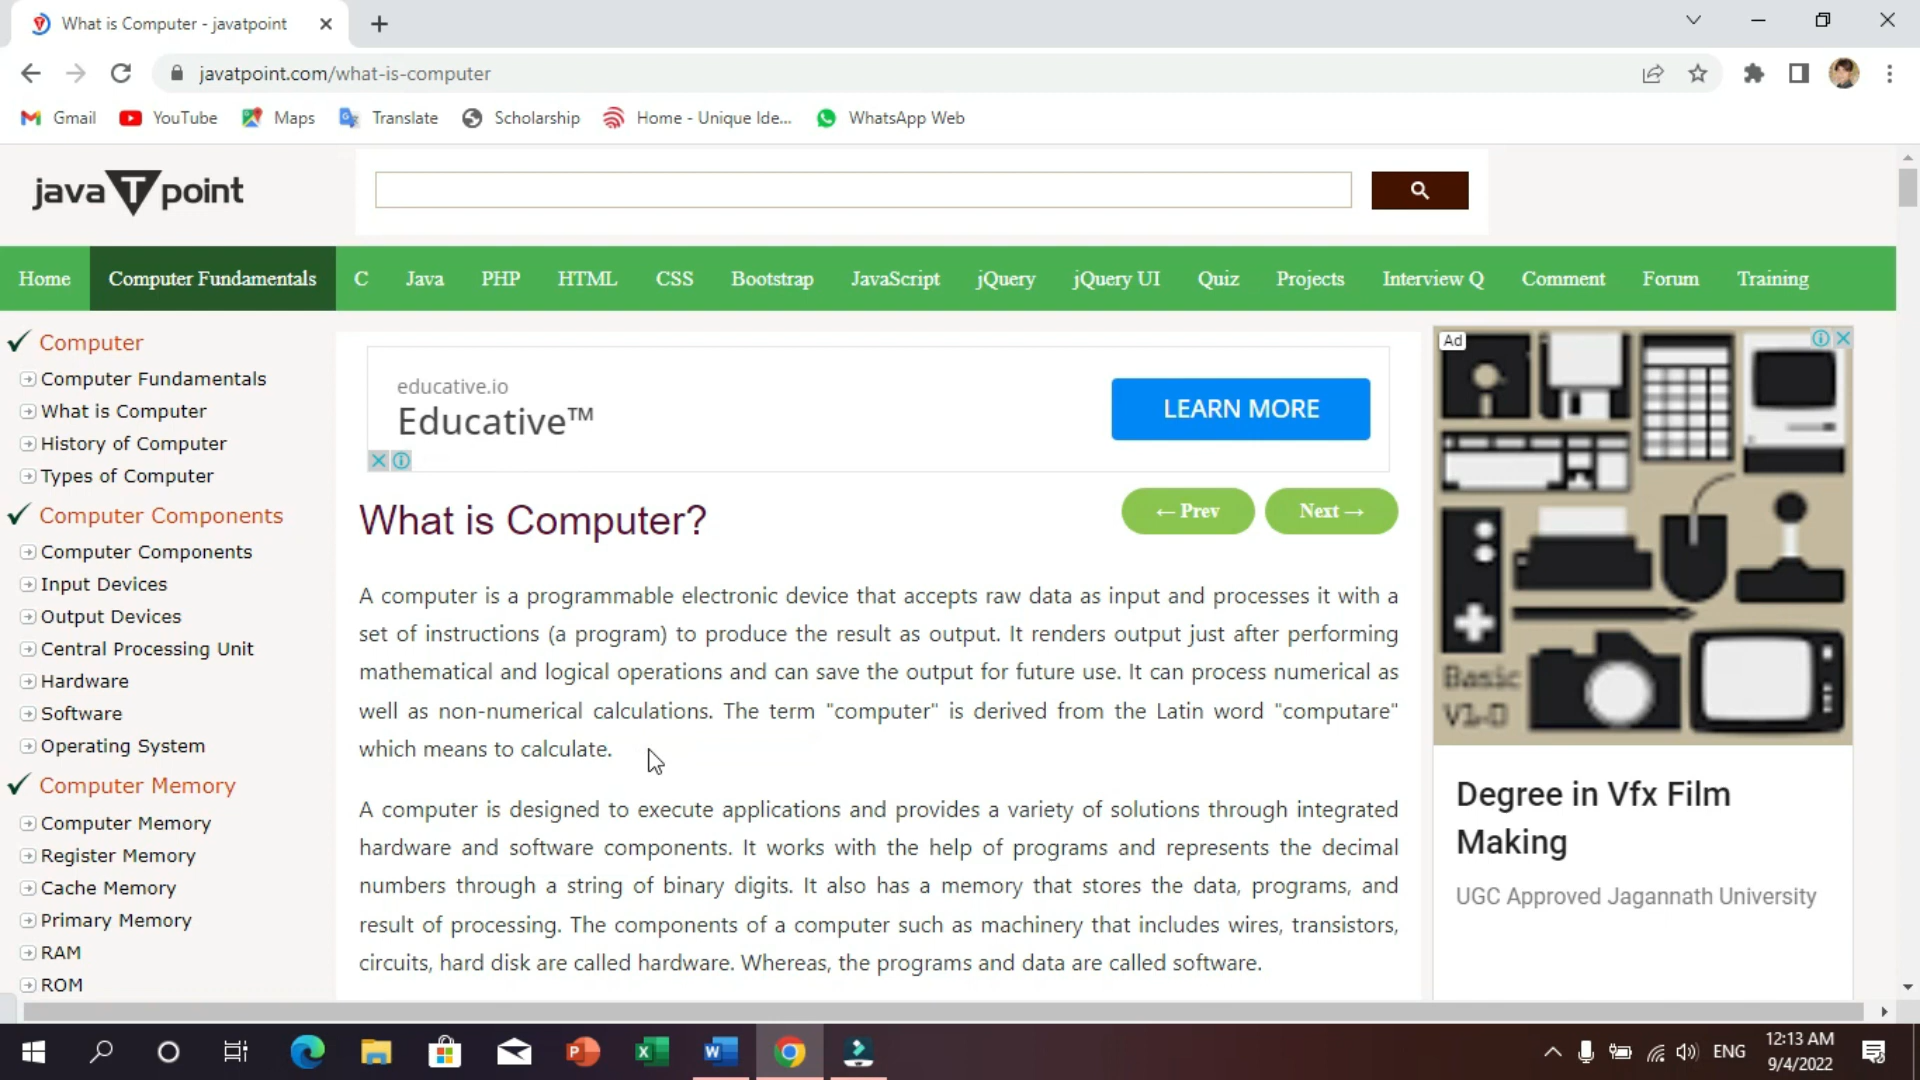 What is Computer - javatpoint
javatpoint.com/what-is-computer
Gmail YouTube Maps Translate Scholarship Home - Unique Ide... WhatsApp Web
java T point
Home Computer Fundamentals C Java PHP HTML CSS Bootstrap JavaScript jQuery jQuery UI Quiz Projects Interview Q Comment Forum Training
Computer
Computer Fundamentals
What is Computer
History of Computer
Types of Computer
Computer Components
Computer Components
Input Devices
Output Devices
Central Processing Unit
Hardware
Software
Operating System
Computer Memory
Computer Memory
Register Memory
Cache Memory
Primary Memory
RAM
ROM
educative.io
Educative™
LEARN MORE
What is Computer?
← Prev Next →
A computer is a programmable electronic device that accepts raw data as input and processes it with a
set of instructions (a program) to produce the result as output. It renders output just after performing
mathematical and logical operations and can save the output for future use. It can process numerical as
well as non-numerical calculations. The term "computer" is derived from the Latin word "computare"
which means to calculate.
A computer is designed to execute applications and provides a variety of solutions through integrated
hardware and software components. It works with the help of programs and represents the decimal
numbers through a string of binary digits. It also has a memory that stores the data, programs, and
result of processing. The components of a computer such as machinery that includes wires, transistors,
circuits, hard disk are called hardware. Whereas, the programs and data are called software.
Ad
Basic
V1-0
Degree in Vfx Film
Making
UGC Approved Jagannath University
ENG
12:13 AM
9/4/2022